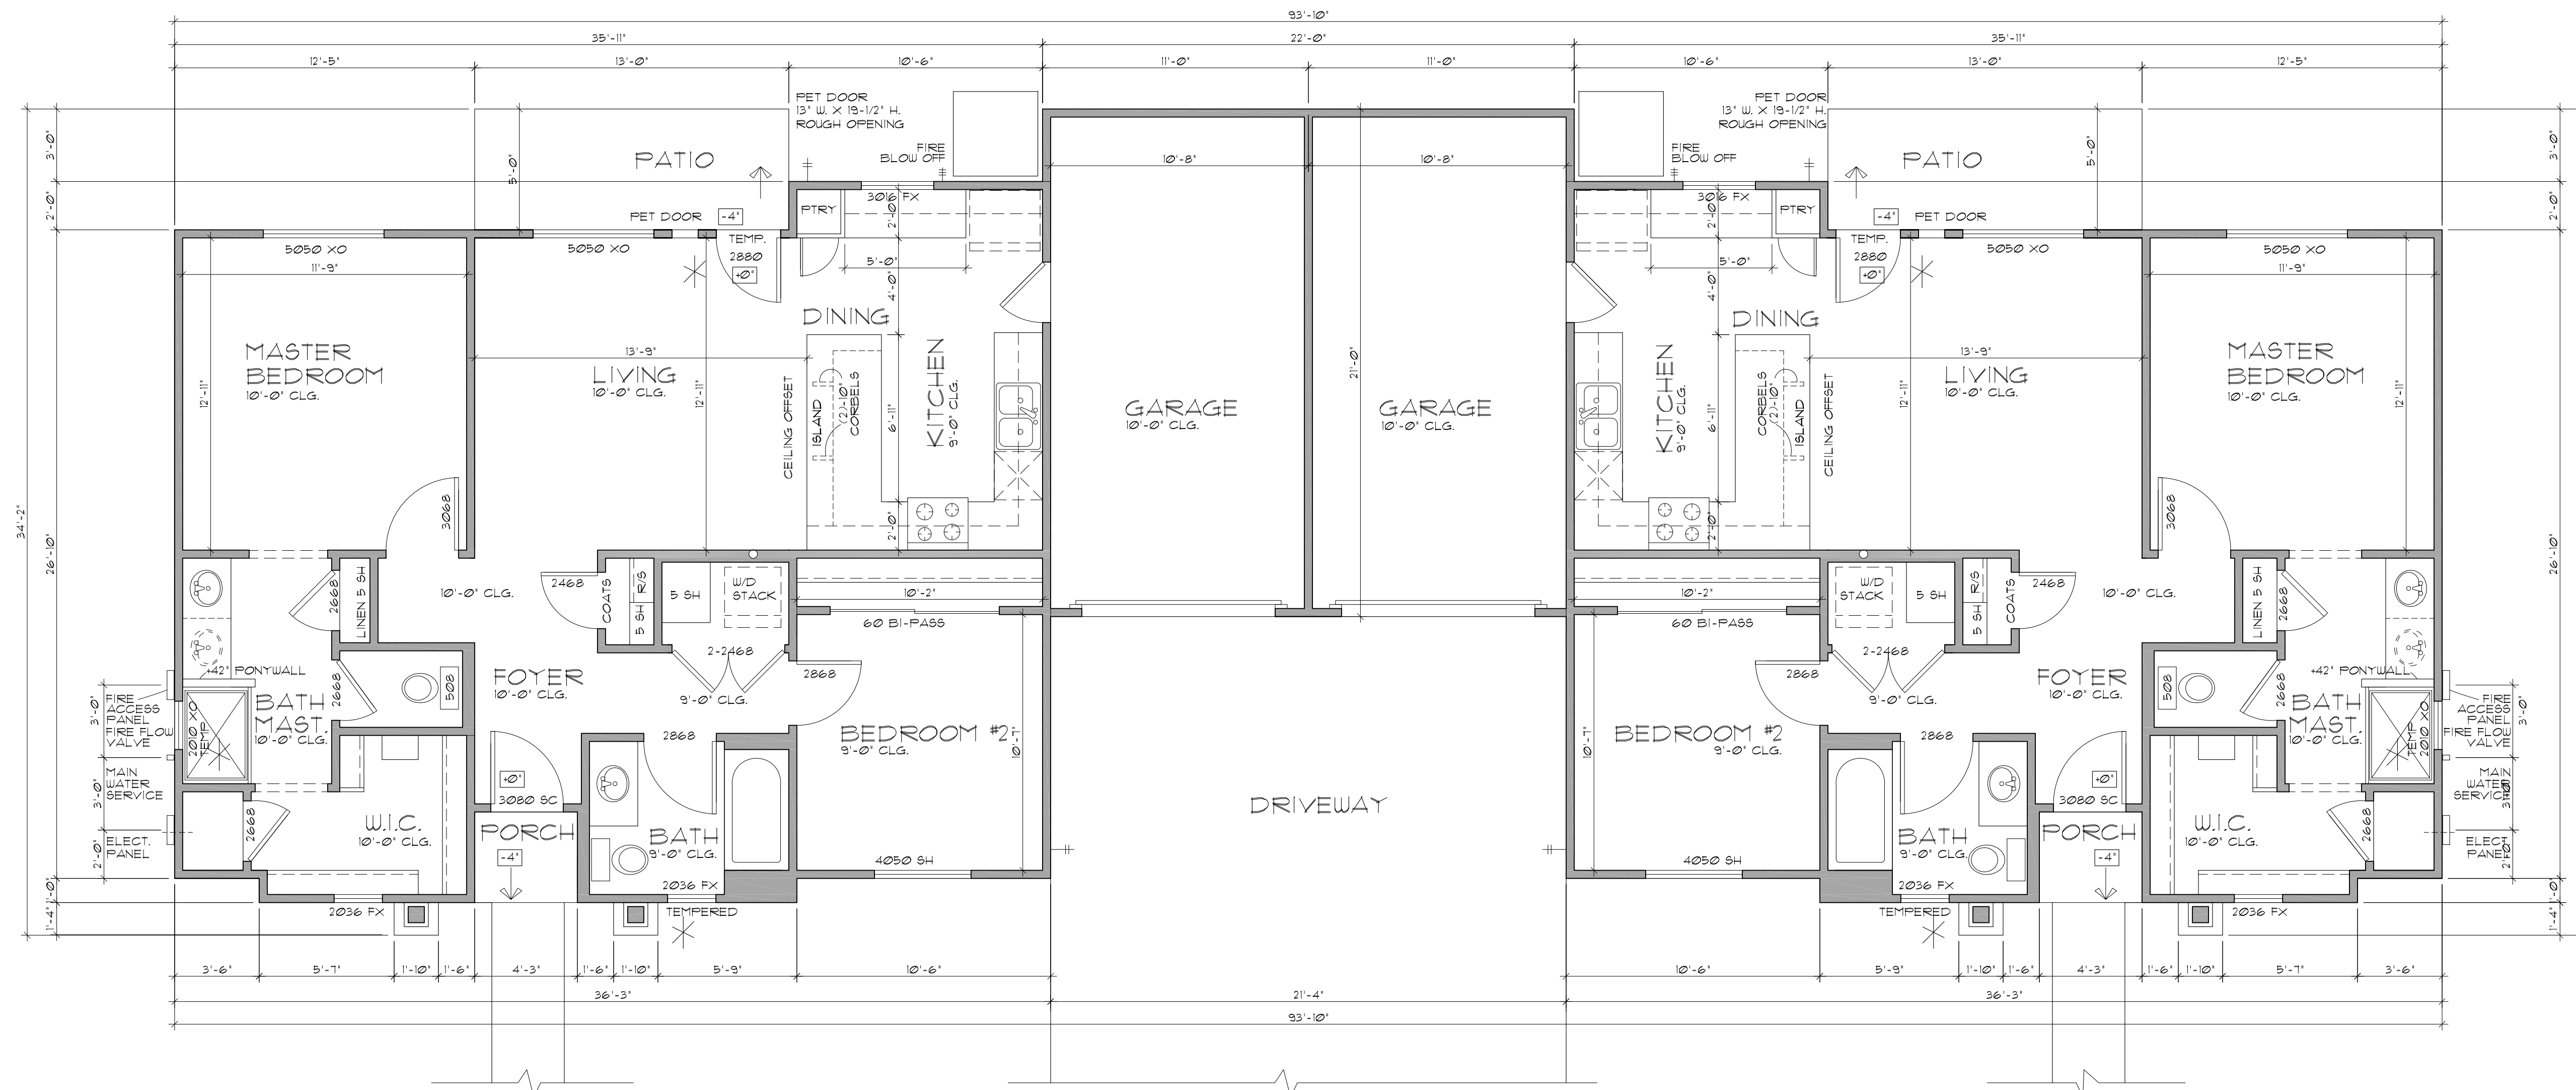 93'-10"
35'-11" 22'-0" 35'-11"
12'-5" 13'-0" 10'-6" 11'-0" 11'-0" 10'-6" 13'-0" 12'-5"
PET DOOR
13" W. X 19-1/2" H.
ROUGH OPENING
PET DOOR
13" W. X 19-1/2" H.
ROUGH OPENING
3'-0"
2'-0"
5'-0"
PATIO
FIRE
BLOW OFF
10'-8" 10'-8"
FIRE
BLOW OFF
PATIO
5'-0"
3'-0"
2'-0"
PET DOOR -4"
PTRY
3016 FX
2'-0"
3016 FX
2'-0"
PTRY
-4" PET DOOR
5050 XO
11'-9"
5050 XO
TEMP.
2880
+0"
5'-0"
4'-0"
5'-0"
4'-0"
TEMP.
2880
+0"
5050 XO
5050 XO
11'-9"
DINING
DINING
MASTER
BEDROOM
10'-0" CLG.
12'-11"
13'-9"
LIVING
10'-0" CLG.
12'-11"
CEILING OFFSET
ISLAND
(2)-10"
CORBELS
6'-11"
KITCHEN
9'-0" CLG.
GARAGE
10'-0" CLG.
21'-0"
GARAGE
10'-0" CLG.
KITCHEN
9'-0" CLG.
6'-11"
CORBELS
(2)-10"
ISLAND
CEILING OFFSET
12'-11"
13'-9"
LIVING
10'-0" CLG.
MASTER
BEDROOM
10'-0" CLG.
12'-11"
34'-2"
26'-10"
3068
2'-0"
2'-0"
3068
26'-10"
2668
LINEN 5 SH
10'-0" CLG.
2468
COATS
5 SH R/S
5 SH
W/D
STACK
10'-2"
60 BI-PASS
10'-2"
60 BI-PASS
W/D
STACK
5 SH
5 SH R/S
COATS
2468
10'-0" CLG.
LINEN 5 SH
2668
+42" PONYWALL
2668
508
FOYER
10'-0" CLG.
2-2468
9'-0" CLG.
2868
2868
2-2468
9'-0" CLG.
FOYER
10'-0" CLG.
508
2668
+42" PONYWALL
FIRE
ACCESS
PANEL
FIRE FLOW
VALVE
3'-0"
2010 XO
TEMP
BATH
MAST.
10'-0" CLG.
2868
BEDROOM #2
9'-0" CLG.
10'-7"
10'-7"
BEDROOM #2
9'-0" CLG.
2868
BATH
MAST.
10'-0" CLG.
TEMP
2010 XO
FIRE
ACCESS
PANEL
FIRE FLOW
VALVE
3'-0"
MAIN
WATER
SERVICE
3'-0"
+0"
3080 SC
DRIVEWAY
+0"
3080 SC
MAIN
WATER
SERVICE
3'-0"
ELECT.
PANEL
2'-0"
2668
W.I.C.
10'-0" CLG.
PORCH
-4"
BATH
9'-0" CLG.
4050 SH
4050 SH
BATH
9'-0" CLG.
PORCH
-4"
W.I.C.
10'-0" CLG.
2668
ELECT.
PANEL
2'-0"
1'-0"
1'-4"
2036 FX
2036 FX
TEMPERED
2036 FX
TEMPERED
2036 FX
1'-0"
1'-4"
3'-6" 5'-7" 1'-10" 1'-6" 4'-3" 1'-6" 1'-10" 5'-9" 10'-6" 10'-6" 5'-9" 1'-10" 1'-6" 4'-3" 1'-6" 1'-10" 5'-7" 3'-6"
36'-3" 21'-4" 36'-3"
93'-10"